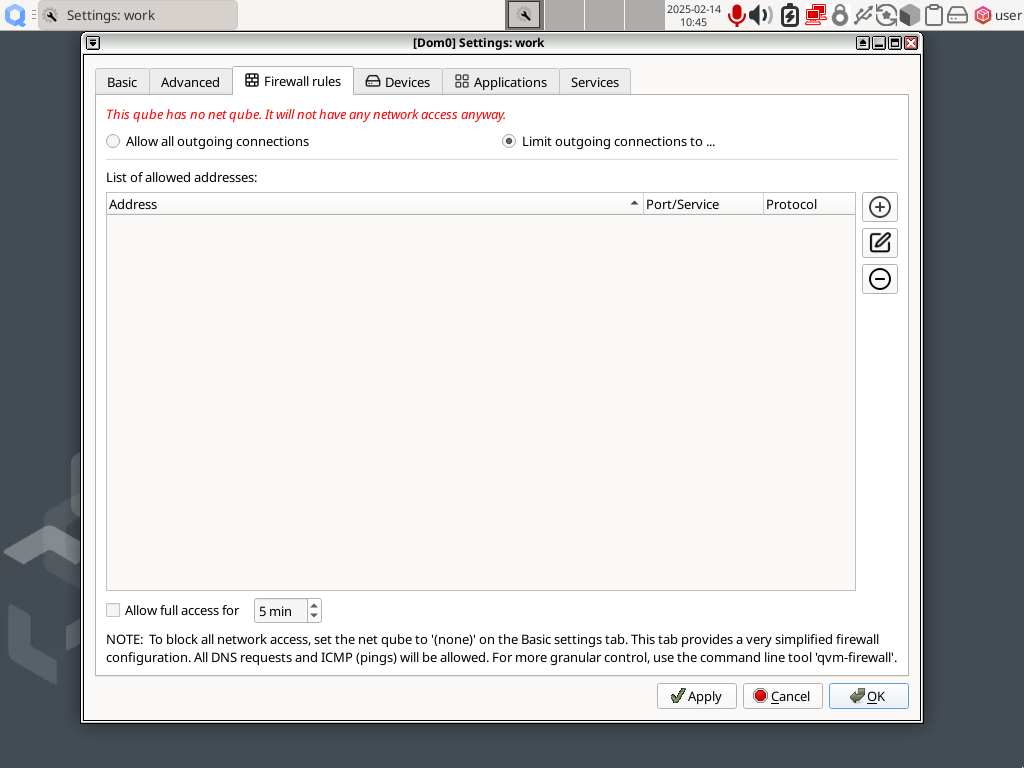 Settings: work
2025-02-14
10:45
user
[Dom0] Settings: work
Basic
Advanced
Firewall rules
Devices
Applications
Services
This qube has no net qube. It will not have any network access anyway.
Allow all outgoing connections
Limit outgoing connections to ...
List of allowed addresses:
Address
Port/Service
Protocol
Allow full access for
5 min
NOTE: To block all network access, set the net qube to '(none)' on the Basic settings tab. This tab provides a very simplified firewall
configuration. All DNS requests and ICMP (pings) will be allowed. For more granular control, use the command line tool 'qvm-firewall'.
Apply
Cancel
OK